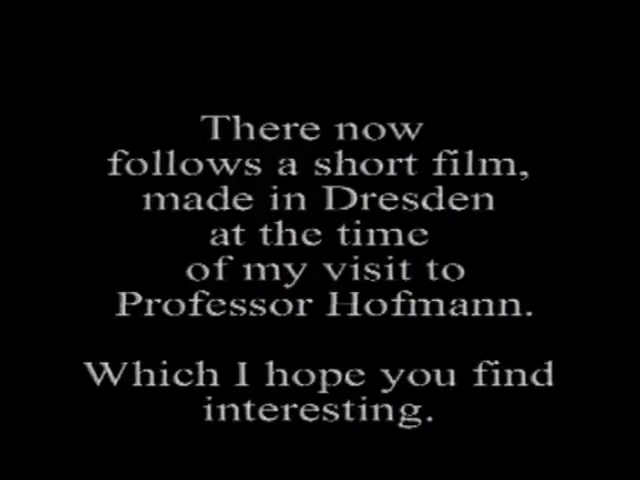 There now
follows a short film,
made in Dresden
at the time
of my visit to
Professor Hofmann.
Which I hope you find
interesting.